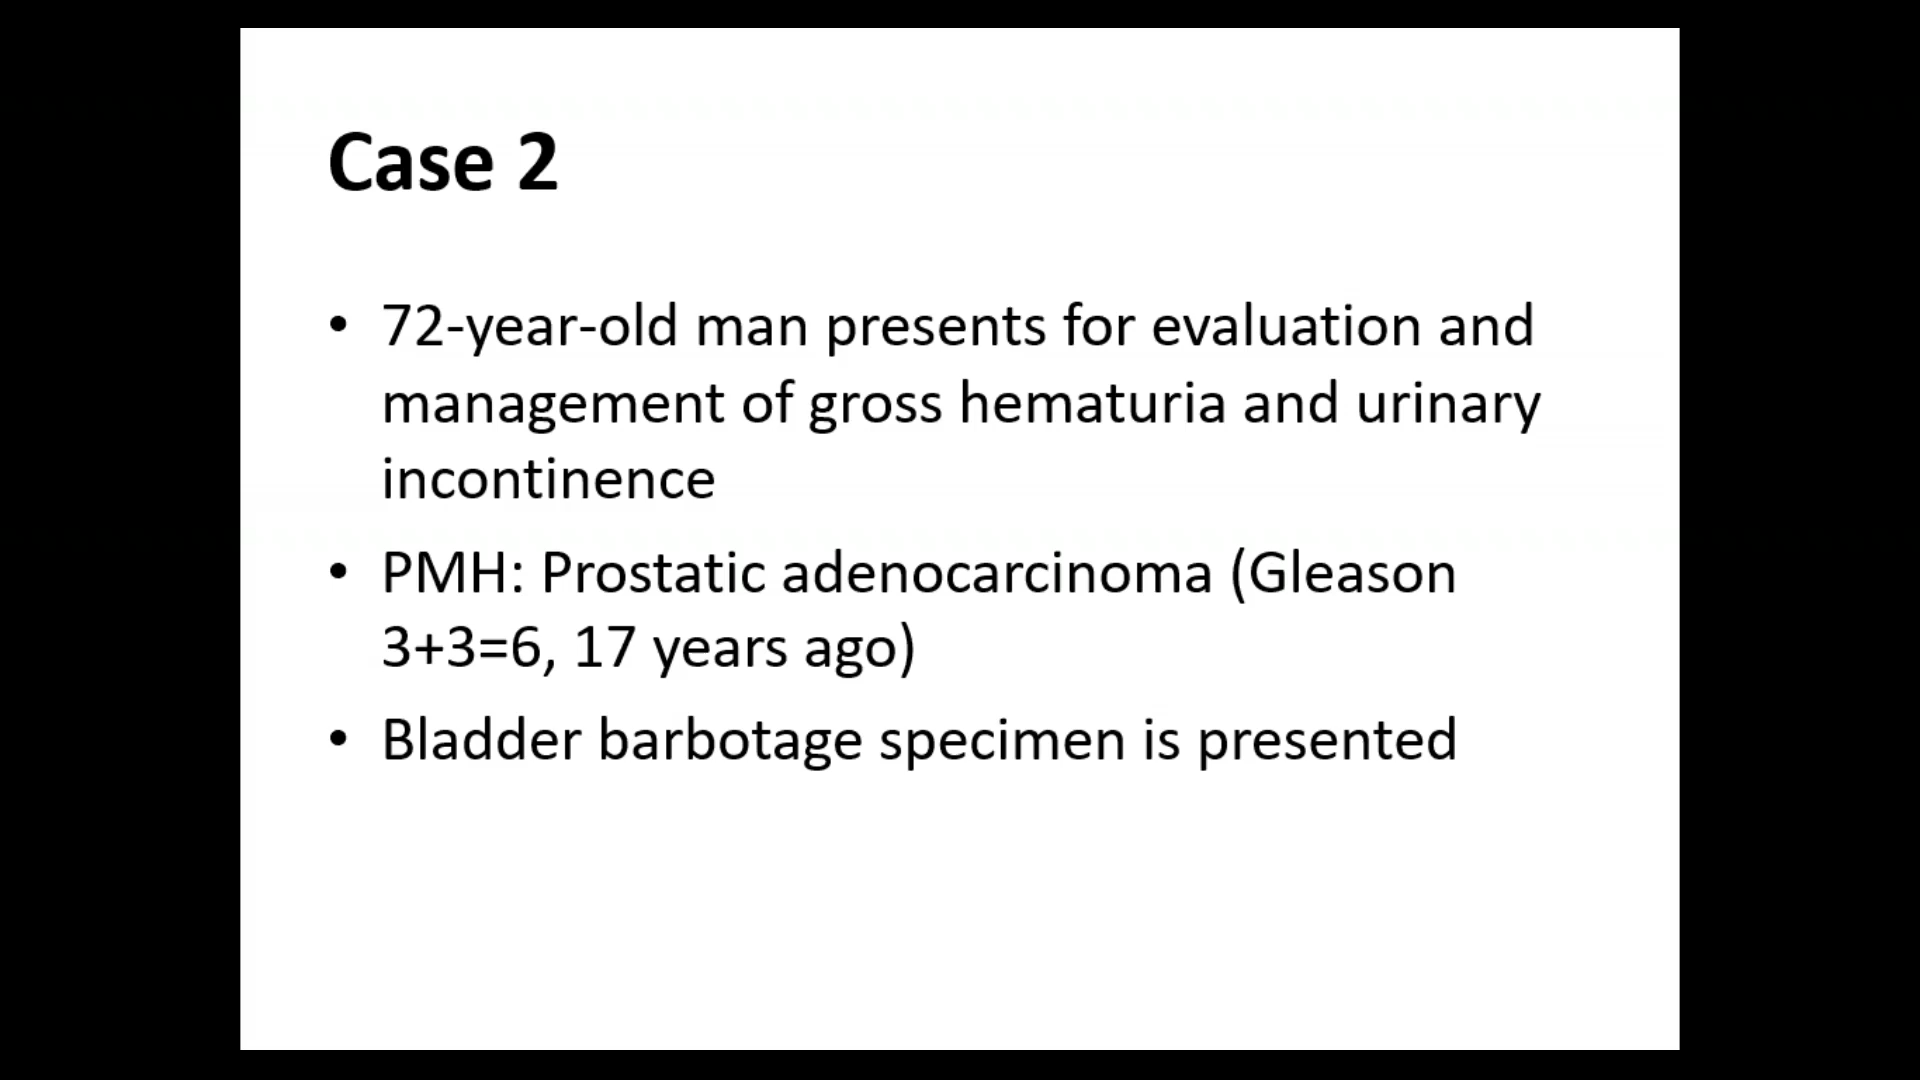 Case 2
• 72-year-old man presents for evaluation and
management of gross hematuria and urinary
incontinence
• PMH: Prostatic adenocarcinoma (Gleason
3+3=6, 17 years ago)
• Bladder barbotage specimen is presented